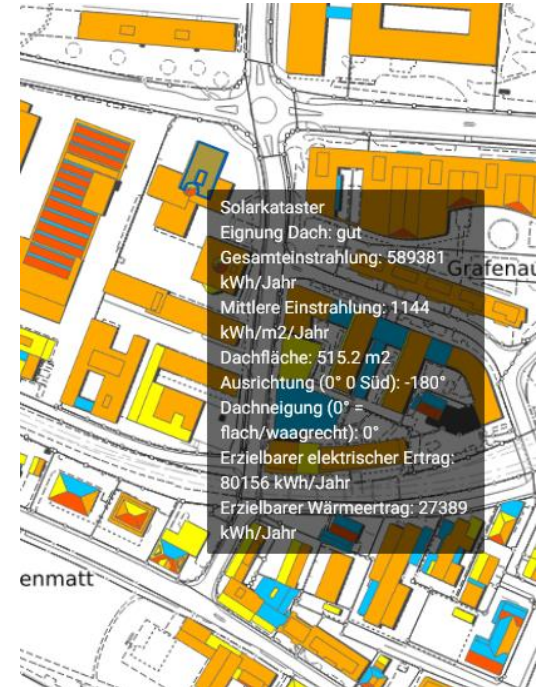 Solarkataster
Eignung Dach: gut
Gesamteinstrahlung: 589381
kWh/Jahr
Grafenau
Mittlere Einstrahlung: 1144
kWh/m2/Jahr
Dachfläche: 515.2 m2
Ausrichtung (0° 0 Süd): -180°
Dachneigung (0° =
flach/waagrecht): 0°
Erzielbarer elektrischer Ertrag:
80156 kWh/Jahr
Erzielbarer Wärmeertrag: 27389
kWh/Jahr
enmatt